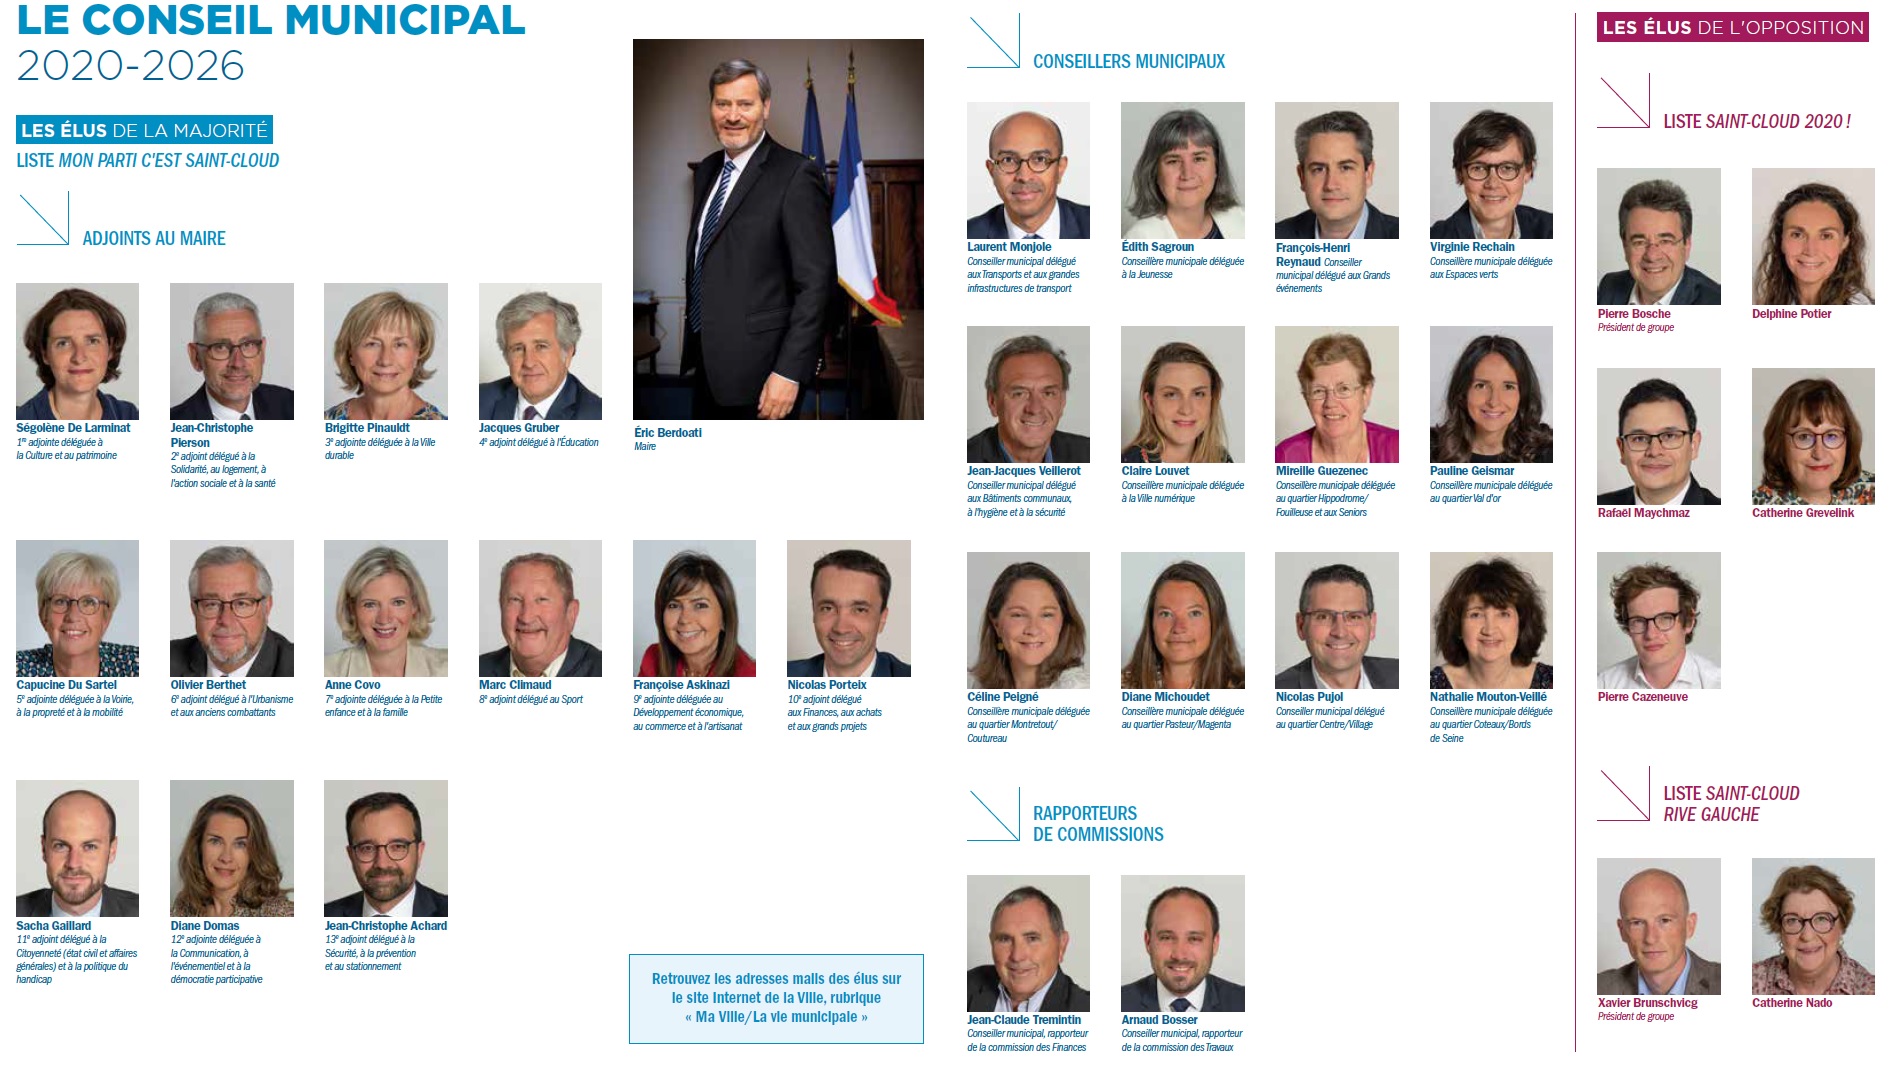 LE CONSEIL MUNICIPAL
2020-2026
LES ÉLUS DE LA MAJORITÉ
LISTE MON PARTI C'EST SAINT-CLOUD
ADJOINTS AU MAIRE
Ségolène De Larminat
1re adjointe déléguée à
la Culture et au patrimoine
Jean-Christophe
Pierson
2e adjoint délégué à la
Solidarité, au logement, à
l'action sociale et à la santé
Brigitte Pinauldt
3e adjointe déléguée à la Ville
durable
Jacques Gruber
4e adjoint délégué à l'Éducation
Éric Berdoati
Maire
Capucine Du Sartel
5e adjointe déléguée à la Voirie,
à la propreté et à la mobilité
Olivier Berthet
6e adjoint délégué à l'Urbanisme
et aux anciens combattants
Anne Covo
7e adjointe déléguée à la Petite
enfance et à la famille
Marc Climaud
8e adjoint délégué au Sport
Françoise Askinazi
9e adjointe déléguée au
Développement économique,
au commerce et à l'artisanat
Nicolas Porteix
10e adjoint délégué
aux Finances, aux achats
et aux grands projets
Sacha Gaillard
11e adjoint délégué à la
Citoyenneté (état civil et affaires
générales) et à la politique du
handicap
Diane Domas
12e adjointe déléguée à
la Communication, à
l'événementiel et à la
démocratie participative
Jean-Christophe Achard
13e adjoint délégué à la
Sécurité, à la prévention
et au stationnement
Retrouvez les adresses mails des élus sur
le site Internet de la Ville, rubrique
« Ma Ville/La vie municipale »
CONSEILLERS MUNICIPAUX
Laurent Monjole
Conseiller municipal délégué
aux Transports et aux grandes
infrastructures de transport
Édith Sagroun
Conseillère municipale déléguée
à la Jeunesse
François-Henri
Reynaud Conseiller
municipal délégué aux Grands
événements
Virginie Rechain
Conseillère municipale déléguée
aux Espaces verts
Jean-Jacques Veillerot
Conseiller municipal délégué
aux Bâtiments communaux,
à l'hygiène et à la sécurité
Claire Louvet
Conseillère municipale déléguée
à la Ville numérique
Mireille Guezenec
Conseillère municipale déléguée
au quartier Hippodrome/
Fouilleuse et aux Seniors
Pauline Geismar
Conseillère municipale déléguée
au quartier Val d'or
Céline Peigné
Conseillère municipale déléguée
au quartier Montretout/
Coutureau
Diane Michoudet
Conseillère municipale déléguée
au quartier Pasteur/Magenta
Nicolas Pujol
Conseiller municipal délégué
au quartier Centre/Village
Nathalie Mouton-Veillé
Conseillère municipale déléguée
au quartier Coteaux/Bords
de Seine
RAPPORTEURS
DE COMMISSIONS
Jean-Claude Tremintin
Conseiller municipal, rapporteur
de la commission des Finances
Arnaud Bosser
Conseiller municipal, rapporteur
de la commission des Travaux
LES ÉLUS DE L'OPPOSITION
LISTE SAINT-CLOUD 2020 !
Pierre Bosche
Président de groupe
Delphine Potier
Rafaël Maychmaz
Catherine Grevelink
Pierre Cazeneuve
LISTE SAINT-CLOUD
RIVE GAUCHE
Xavier Brunschvicg
Président de groupe
Catherine Nado